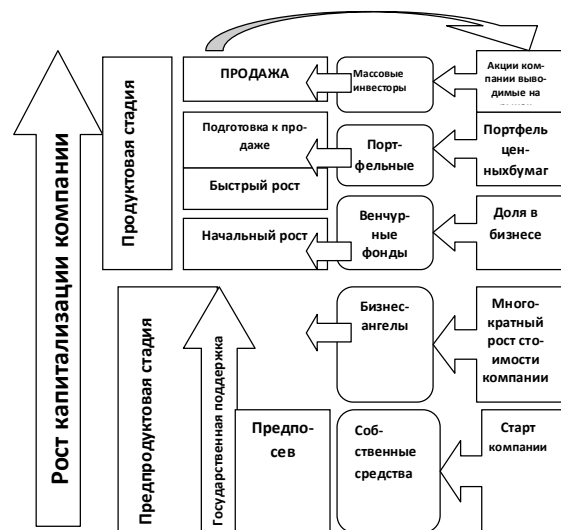 Рост капитализации компании
Продуктовая стадия
Предпродуктовая стадия
Государственная поддержка
ПРОДАЖА
Подготовка к про-
даже
Быстрый рост
Начальный рост
Предпо-
сев
Массовые
инвесторы
Порт-
фельные
Венчур-
ные
фонды
Бизнес-
ангелы
Соб-
ственные
средства
Акции ком-
пании выво-
димые на
Портфель
цен-
ныхбумаг
Доля в
бизнесе
Много-
кратный
рост сто-
имости
компании
Старт
компании